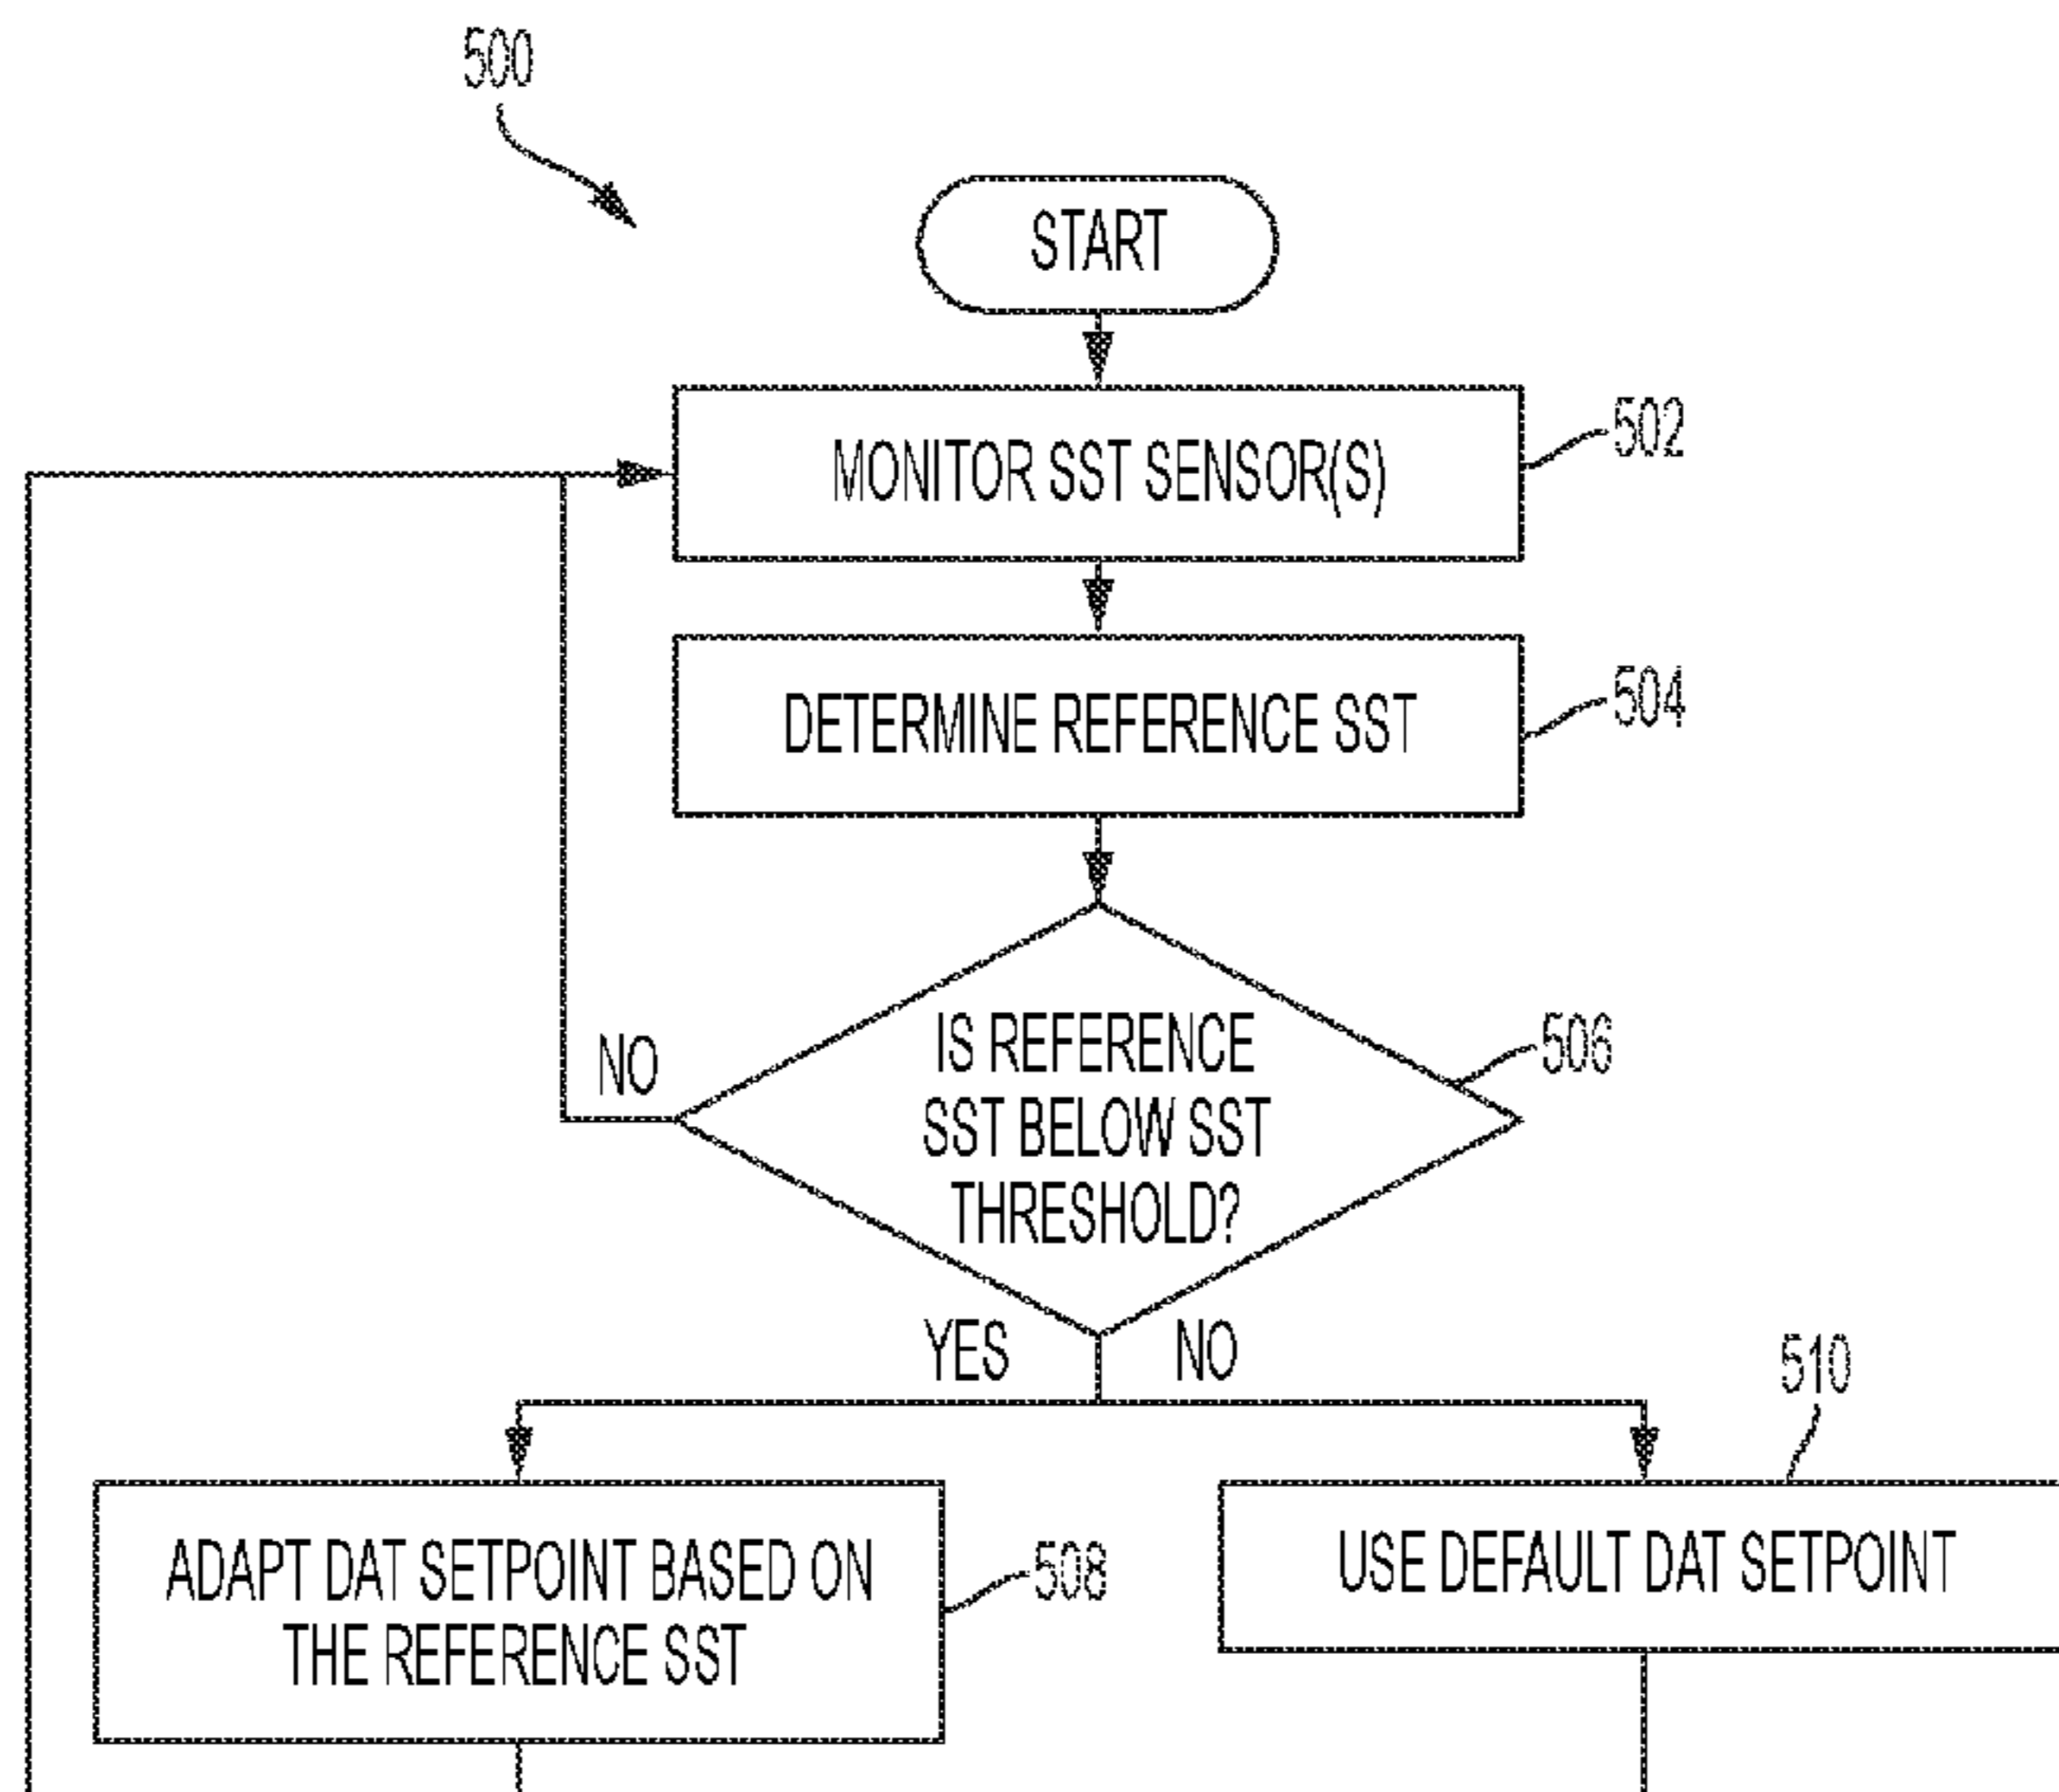 500
START
MONITOR SST SENSOR(S)
502
DETERMINE REFERENCE SST
504
NO
IS REFERENCE
SST BELOW SST
THRESHOLD?
506
YES
NO
510
ADAPT DAT SETPOINT BASED ON
THE REFERENCE SST
508
USE DEFAULT DAT SETPOINT